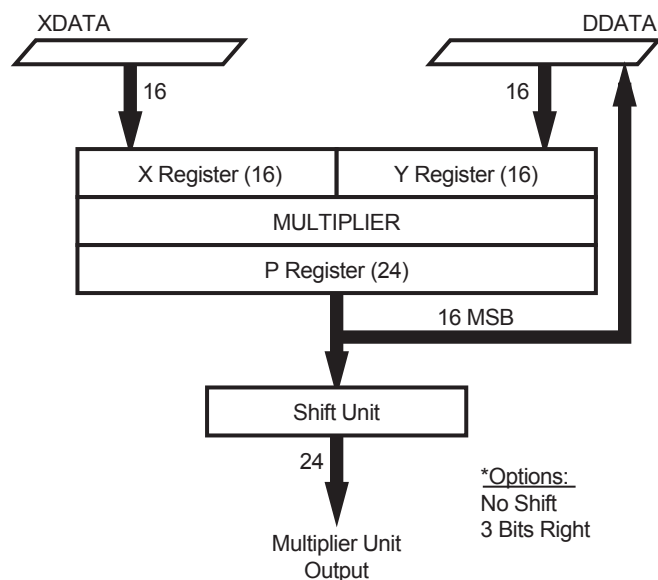 XDATA
DDATA
16
16
X Register (16)
Y Register (16)
MULTIPLIER
P Register (24)
16 MSB
Shift Unit
24
*Options:
No Shift
3 Bits Right
Multiplier Unit
Output